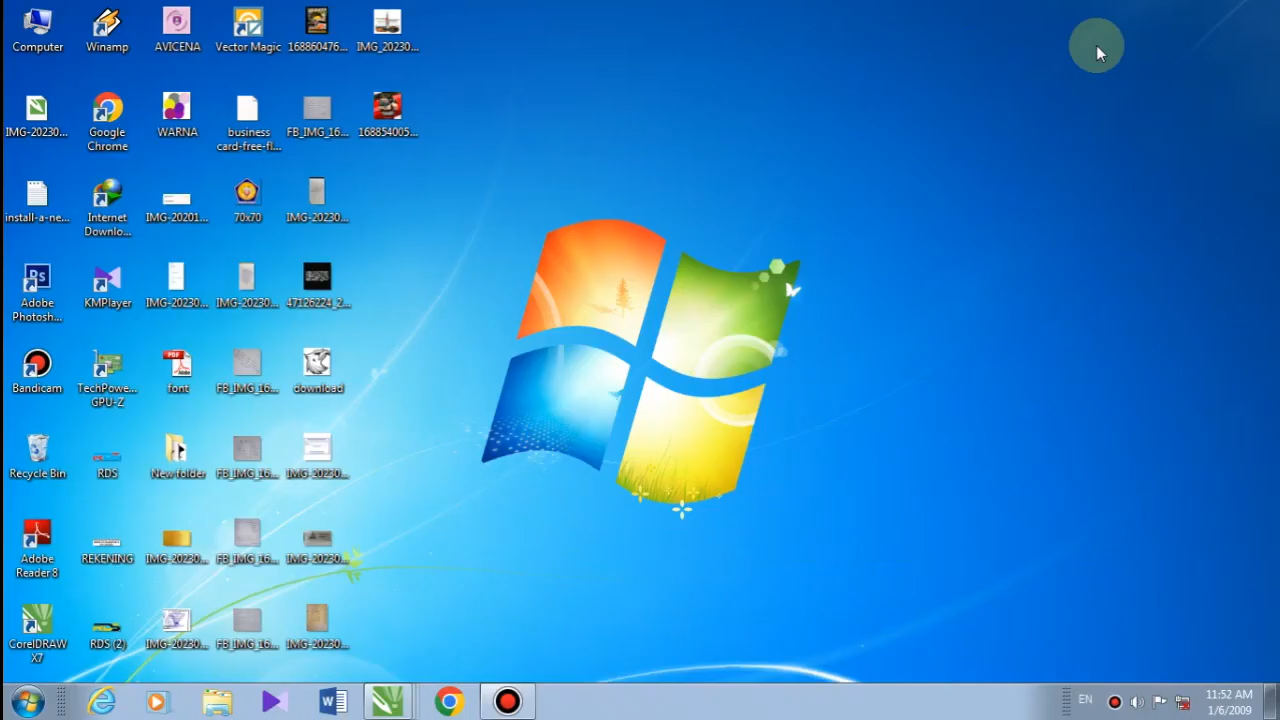 Computer
Winamp
AVICENA
Vector Magic
168860476...
IMG_20230...
IMG-20230...
Google
Chrome
WARNA
business
card-free-fl...
FB_IMG_16...
168854005...
install-a-ne...
Internet
Downlo...
IMG-20201...
70x70
IMG-20230...
Adobe
Photosh...
KMPlayer
IMG-20230...
IMG-20230...
47126224_2...
Bandicam
TechPowe...
GPU-Z
font
FB_IMG_16...
download
Recycle Bin
RDS
New folder
FB_IMG_16...
IMG-20230...
Adobe
Reader 8
REKENING
IMG-20230...
FB_IMG_16...
IMG-20230...
CorelDRAW
X7
RDS (2)
IMG-20230...
FB_IMG_16...
IMG-20230...
EN
11:52 AM
1/6/2009